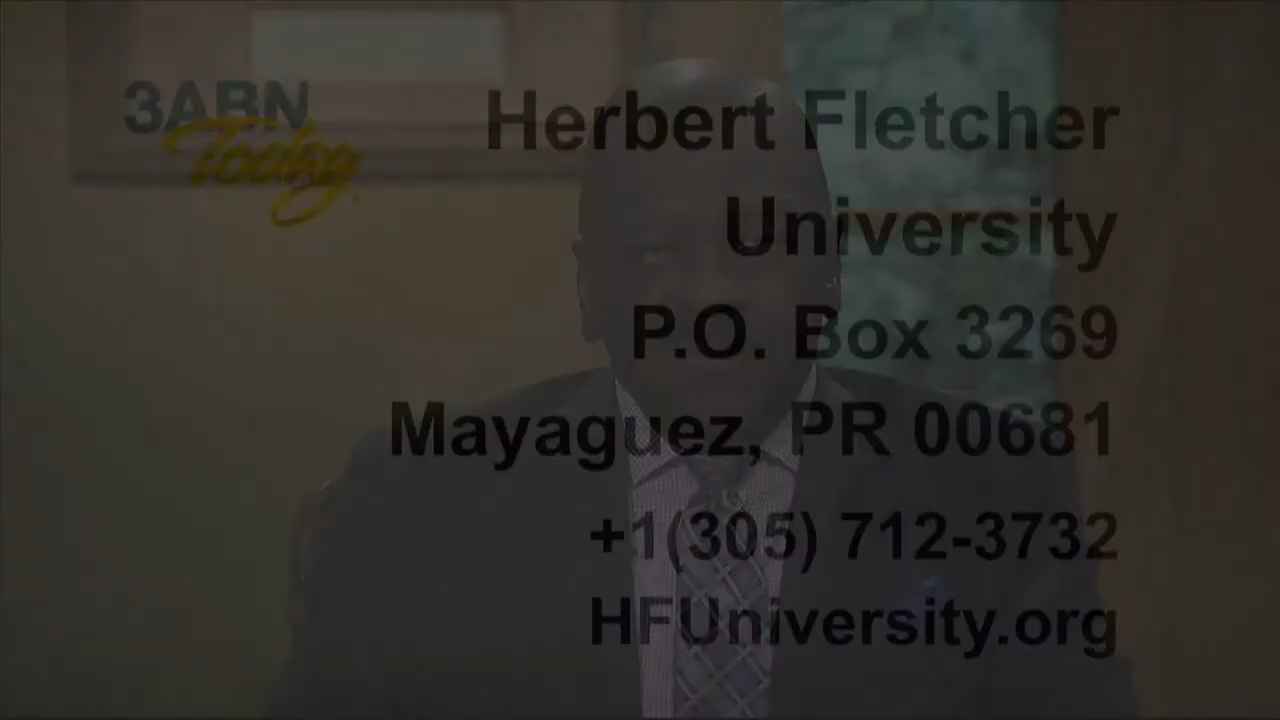 3ABN
Today
Herbert Fletcher
University
P.O. Box 3269
Mayaguez, PR 00681
+1(305) 712-3732
HFUniversity.org